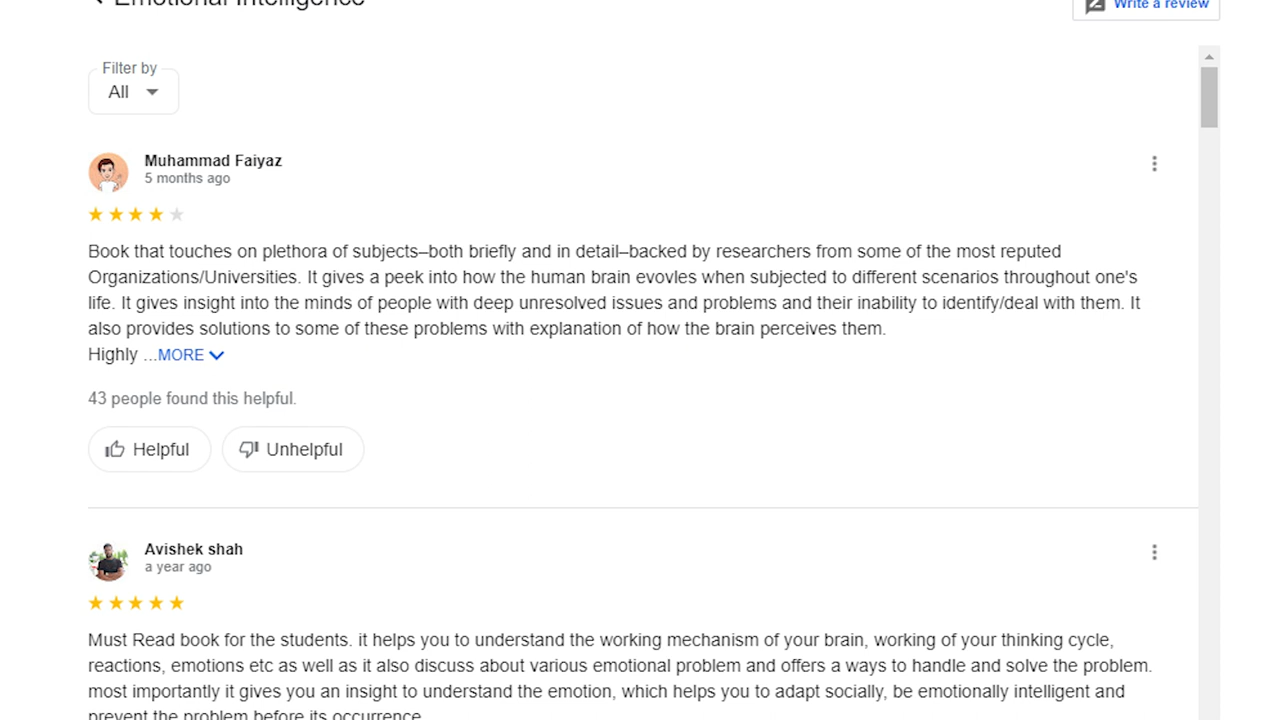 Emotional Intelligence
Write a review
Filter by
All
Muhammad Faiyaz
5 months ago
Book that touches on plethora of subjects–both briefly and in detail–backed by researchers from some of the most reputed
Organizations/Universities. It gives a peek into how the human brain evovles when subjected to different scenarios throughout one's
life. It gives insight into the minds of people with deep unresolved issues and problems and their inability to identify/deal with them. It
also provides solutions to some of these problems with explanation of how the brain perceives them.
Highly ...MORE
43 people found this helpful.
Helpful
Unhelpful
Avishek shah
a year ago
Must Read book for the students. it helps you to understand the working mechanism of your brain, working of your thinking cycle,
reactions, emotions etc as well as it also discuss about various emotional problem and offers a ways to handle and solve the problem.
most importantly it gives you an insight to understand the emotion, which helps you to adapt socially, be emotionally intelligent and
prevent the problem before its occurrence